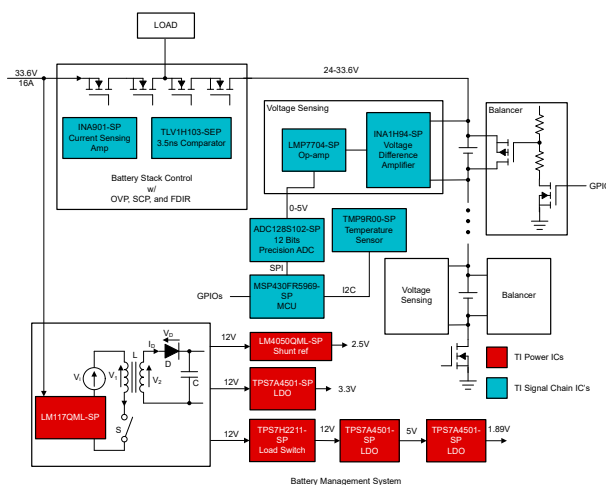 LOAD
33.6V
16A
24-33.6V
INA901-SP
Current Sensing
Amp
TLV1H103-SEP
3.5ns Comparator
Battery Stack Control
w/
OVP, SCP, and FDIR
Voltage Sensing
LMP7704-SP
Op-amp
INA1H94-SP
Voltage
Difference
Amplifier
Balancer
GPIO
0-5V
ADC128S102-SP
12 Bits
Precision ADC
TMP9R00-SP
Temperature
Sensor
SPI
GPIOs
MSP430FR5969-
SP
MCU
I2C
Voltage
Sensing
Balancer
LM117QML-SP
VI
V1
L
ID
VD
D
V2
C
S
12V
LM4050QML-SP
Shunt ref
2.5V
12V
TPS7A4501-SP
LDO
3.3V
12V
TPS7H2211-
SP
Load Switch
12V
TPS7A4501-
SP
LDO
5V
TPS7A4501-
SP
LDO
1.89V
TI Power ICs
TI Signal Chain IC's
Battery Management System